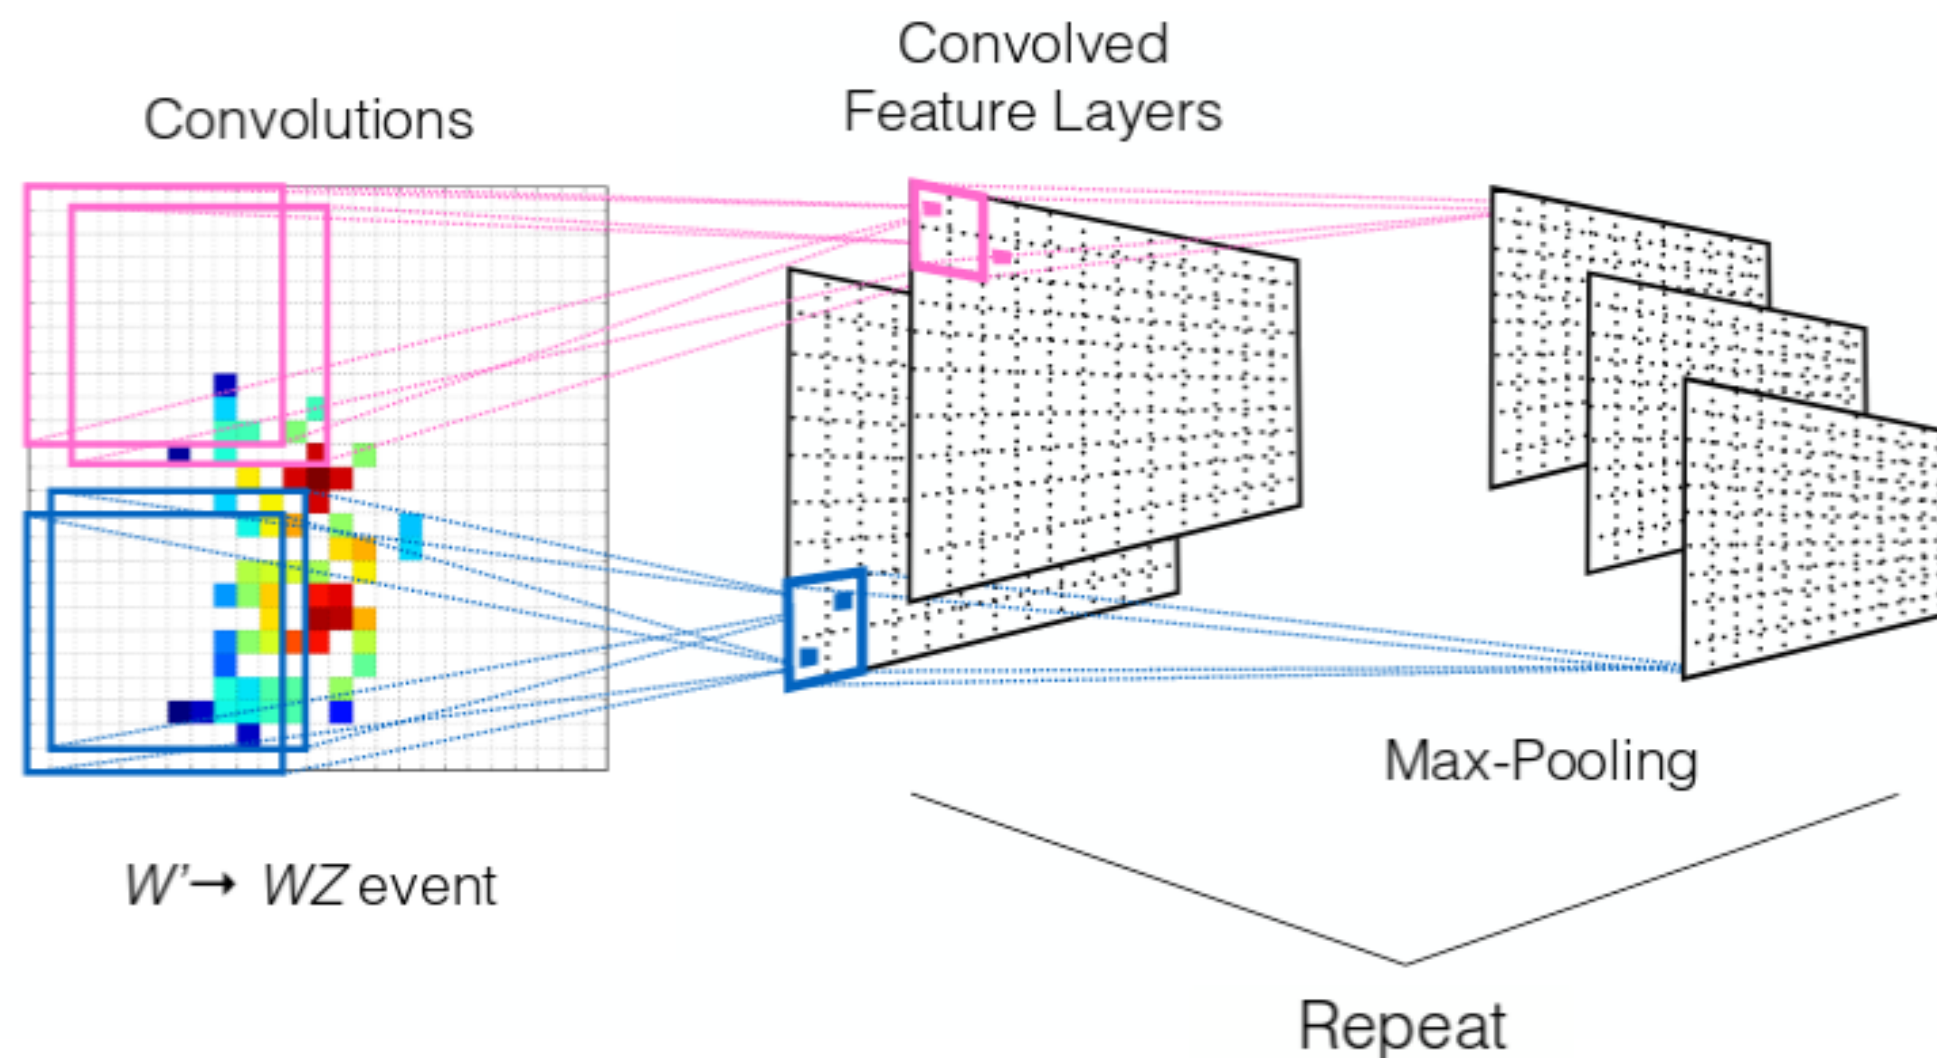 Convolutions
Convolved
Feature Layers
Max-Pooling
W'→ WZ event
Repeat